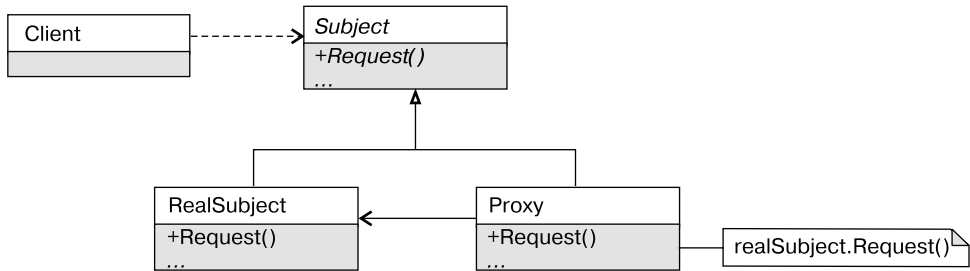 Client
Subject
+Request()
...
RealSubject
+Request()
...
Proxy
+Request()
...
realSubject.Request()